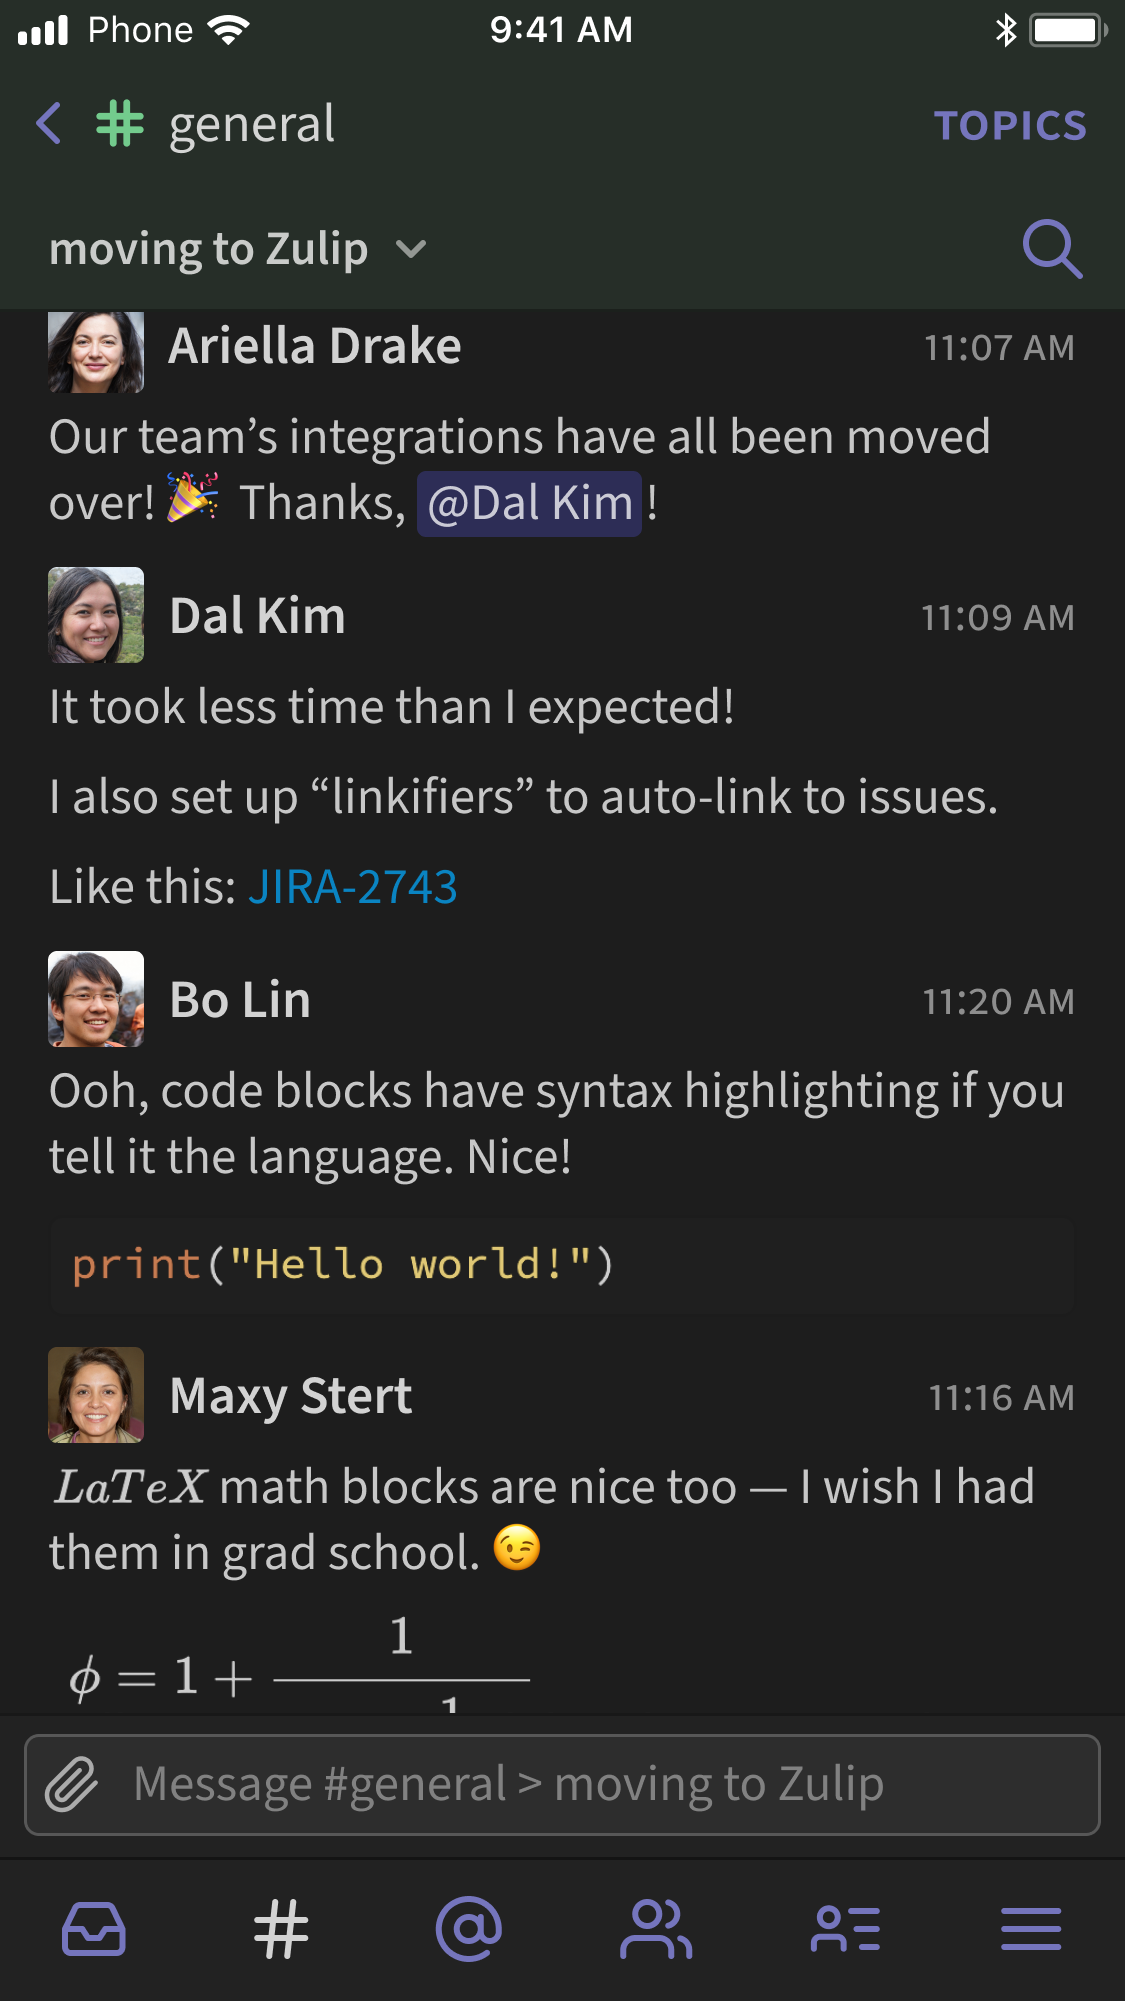 Phone 9:41 AM
# general TOPICS
moving to Zulip
Ariella Drake 11:07 AM
Our team’s integrations have all been moved
over! 🎉 Thanks, @Dal Kim!
Dal Kim 11:09 AM
It took less time than I expected!
I also set up “linkifiers” to auto-link to issues.
Like this: JIRA-2743
Bo Lin 11:20 AM
Ooh, code blocks have syntax highlighting if you
tell it the language. Nice!
print("Hello world!")
Maxy Stert 11:16 AM
LaTeX math blocks are nice too — I wish I had
them in grad school. 😉
1
ϕ = 1 +
1
Message #general > moving to Zulip